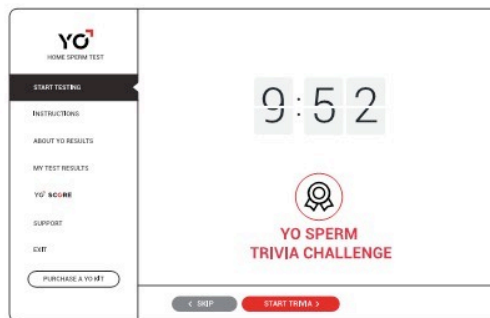 YO
HOME SPERM TEST
START TESTING
INSTRUCTIONS
ABOUT YO RESULTS
MY TEST RESULTS
YO SCORE
SUPPORT
EXIT
PURCHASE A YO KIT
9:52
YO SPERM
TRIVIA CHALLENGE
< SKIP
START TRIVIA >